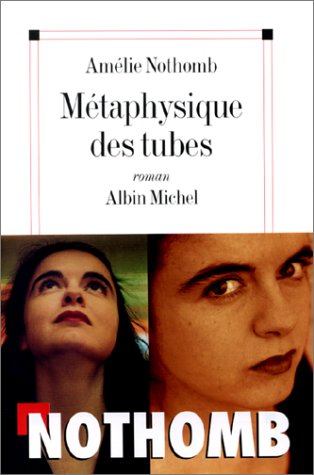 Amélie Nothomb
Métaphysique
des tubes
roman
Albin Michel
NOTHOMB